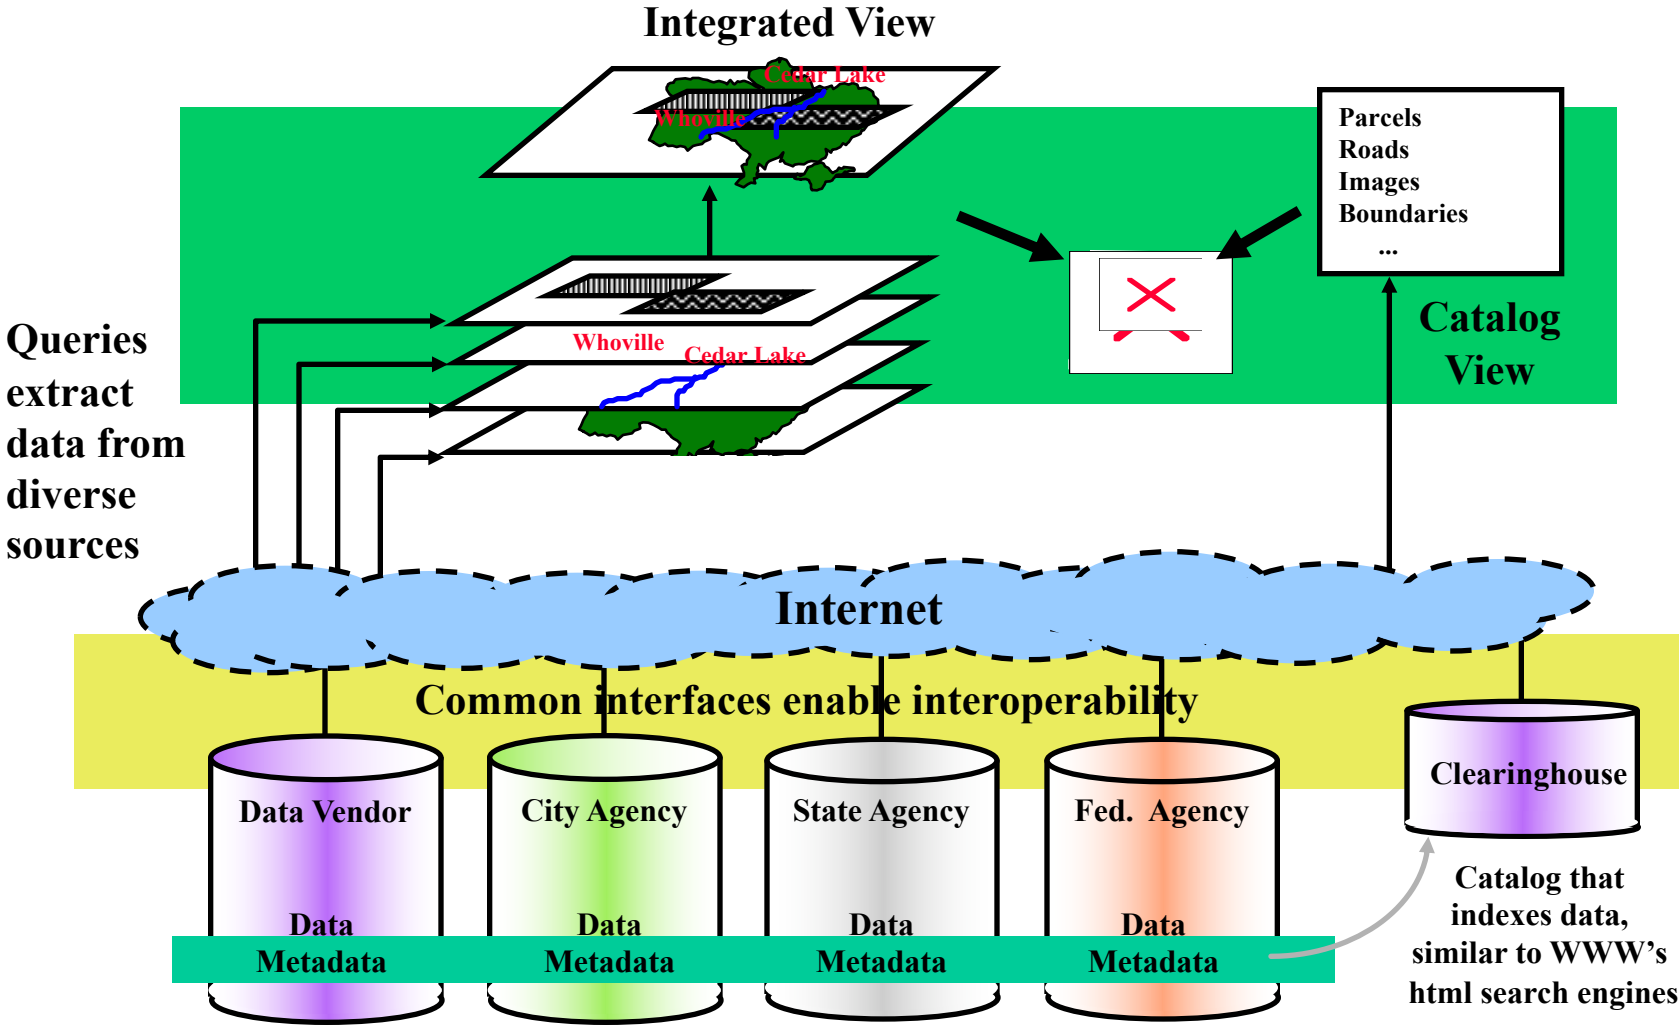 Integrated View
Cedar Lake
Whoville
Parcels
Roads
Images
Boundaries
...
Catalog
View
Whoville
Cedar Lake
Queries
extract
data from
diverse
sources
Internet
Common interfaces enable interoperability
Data Vendor
City Agency
State Agency
Fed. Agency
Clearinghouse
Data
Data
Data
Data
Metadata
Metadata
Metadata
Metadata
Catalog that
indexes data,
similar to WWW’s
html search engines